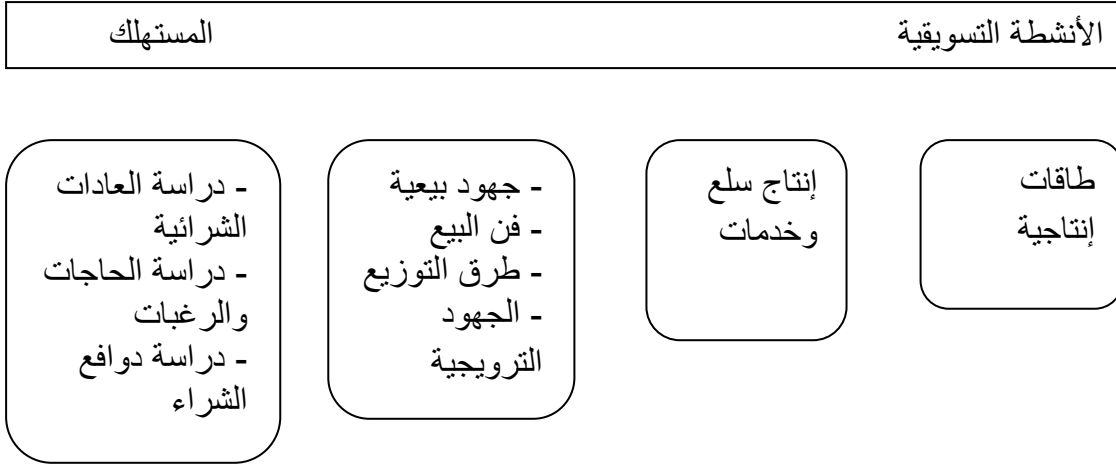 الأنشطة التسويقية المستهلك
طاقات
إنتاجية
إنتاج سلع
وخدمات
- جهود بيعية
- فن البيع
- طرق التوزيع
- الجهود
الترويجية
- دراسة العادات
الشرائية
- دراسة الحاجات
والرغبات
- دراسة دوافع
الشراء